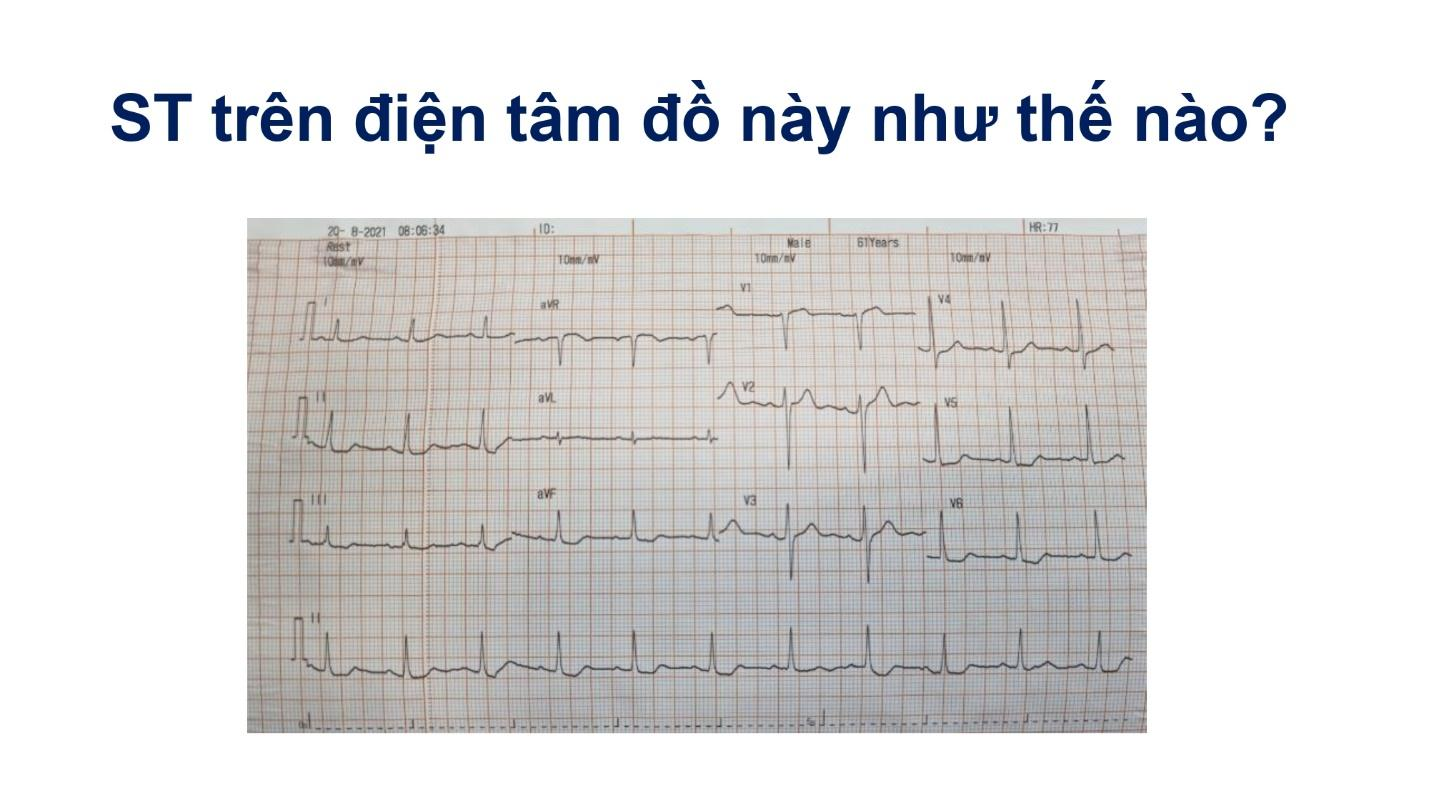 ST trên điện tâm đồ này như thế nào?
20- 8-2021 08:06:34 ID: HR:77
Rest Male 61Years
10mm/mV 10mm/mV 10mm/mV 10mm/mV
I aVR V1 V4
II aVL V2 V5
III aVF V3 V6
II